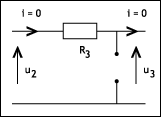 i = 0 i = 0
R3
u2 u3